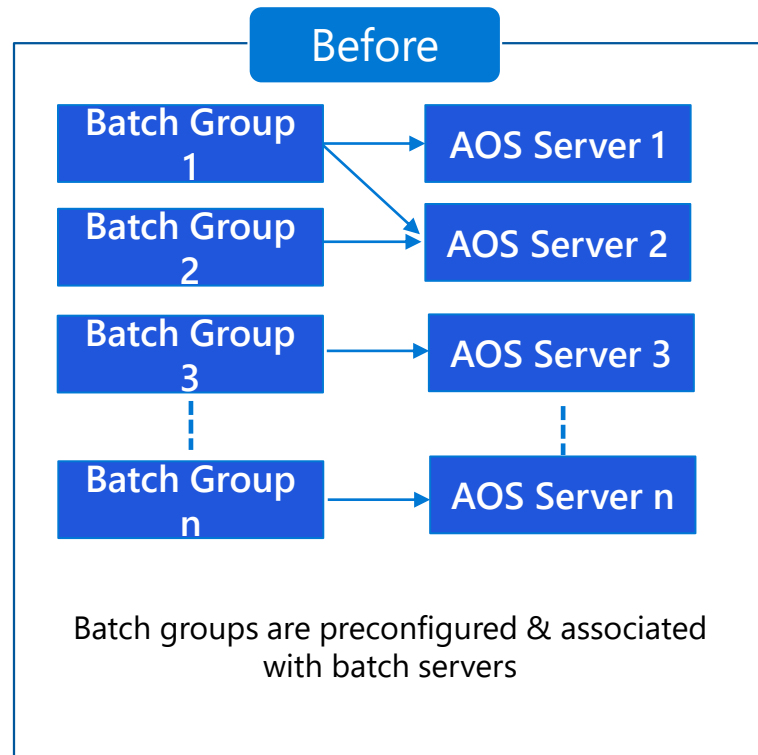 Before
Batch Group
1
AOS Server 1
Batch Group
2
AOS Server 2
Batch Group
3
AOS Server 3
Batch Group
n
AOS Server n
Batch groups are preconfigured & associated
with batch servers